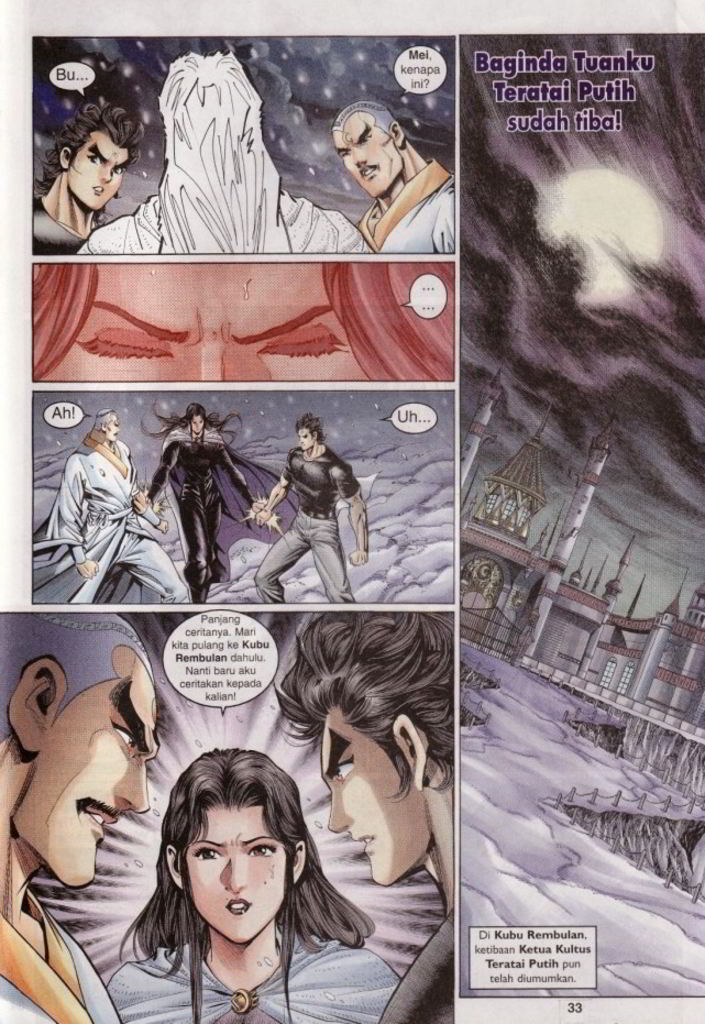 Bu...
Mei,
kenapa
ini?
...
...
Ah!
Uh...
Panjang
ceritanya. Mari
kita pulang ke Kubu
Rembulan dahulu.
Nanti baru aku
ceritakan kepada
kalian!
Baginda Tuanku
Teratai Putih
sudah tiba!
Di Kubu Rembulan,
ketibaan Ketua Kultus
Teratai Putih pun
telah diumumkan.
33